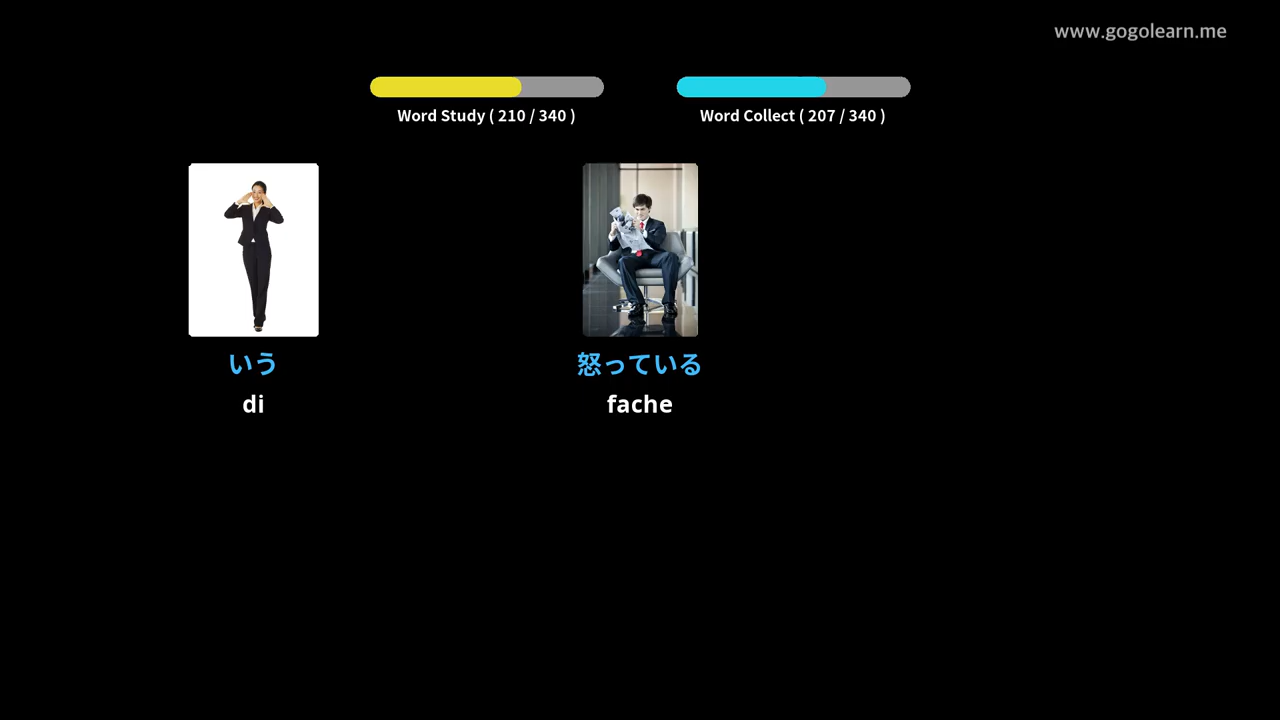 www.gogolearn.me
Word Study ( 210 / 340 )
Word Collect ( 207 / 340 )
いう
di
怒っている
fache